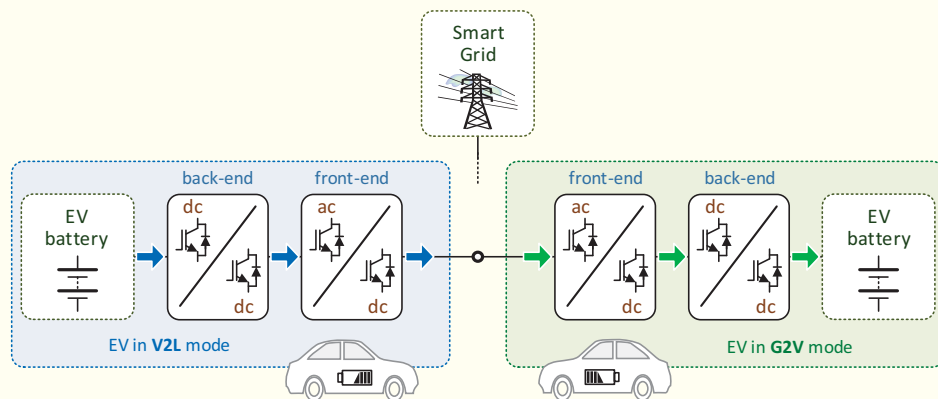 Smart
Grid
back-end
front-end
front-end
back-end
EV
battery
dc
dc
ac
dc
ac
dc
dc
dc
EV
battery
EV in V2L mode
EV in G2V mode